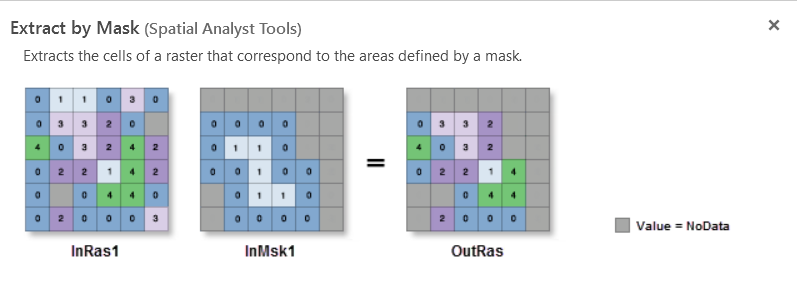 Extract by Mask (Spatial Analyst Tools)
×
Extracts the cells of a raster that correspond to the areas defined by a mask.
0 1 1 0 3 0
0 3 3 2 0
4 0 3 2 4 2
0 2 2 1 4 2
0 0 4 4 0
0 2 0 0 0 3
InRas1
0 0 0 0
0 1 1 0
0 0 1 0 0
0 1 1 0
0 0 0 0
InMsk1
=
0 3 3 2
4 0 3 2
0 2 2 1 4
0 4 4
2 0 0 0
OutRas
Value = NoData